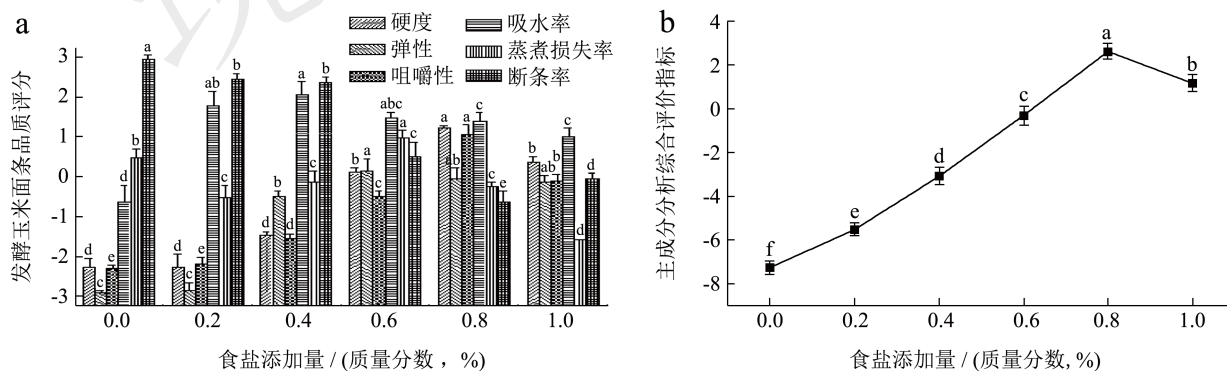 a
硬度
弹性
咀嚼性
吸水率
蒸煮损失率
断条率
发酵玉米面条品质评分
3
2
1
0
-1
-2
-3
d c e d b a
d c e ab d b
d b d a c b
b a c abc a c
a ab a c c e
b ab ab c d d
0.0 0.2 0.4 0.6 0.8 1.0
食盐添加量 / (质量分数 ，%)
b
主成分分析综合评价指标
4
2
0
-2
-4
-6
-8
f e d c a b
0.0 0.2 0.4 0.6 0.8 1.0
食盐添加量 / (质量分数, %)